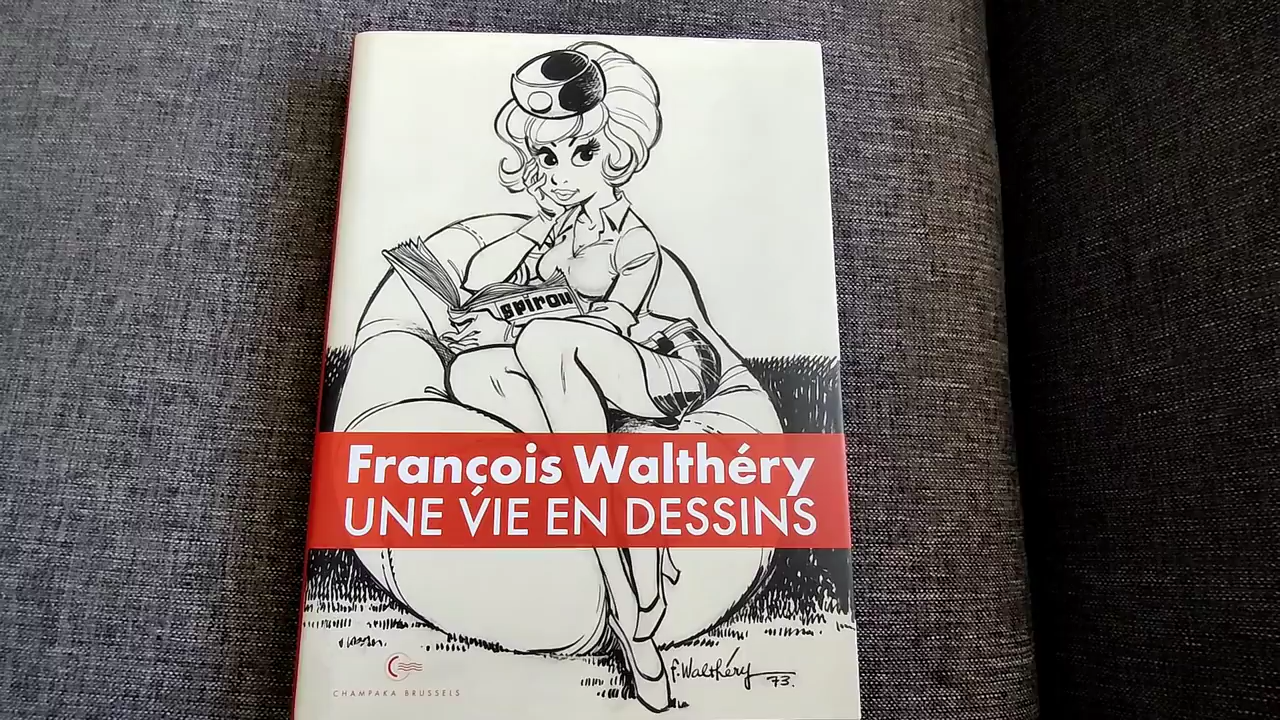 spirou
François Walthéry
UNE VIE EN DESSINS
F. Walthéry 73.
CHAMPAKA BRUSSELS